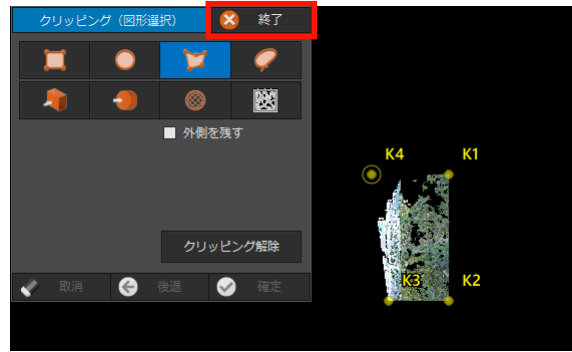 クリッピング（図形選択）
終了
外側を残す
クリッピング解除
取消
後退
確定
K4
K1
K3
K2